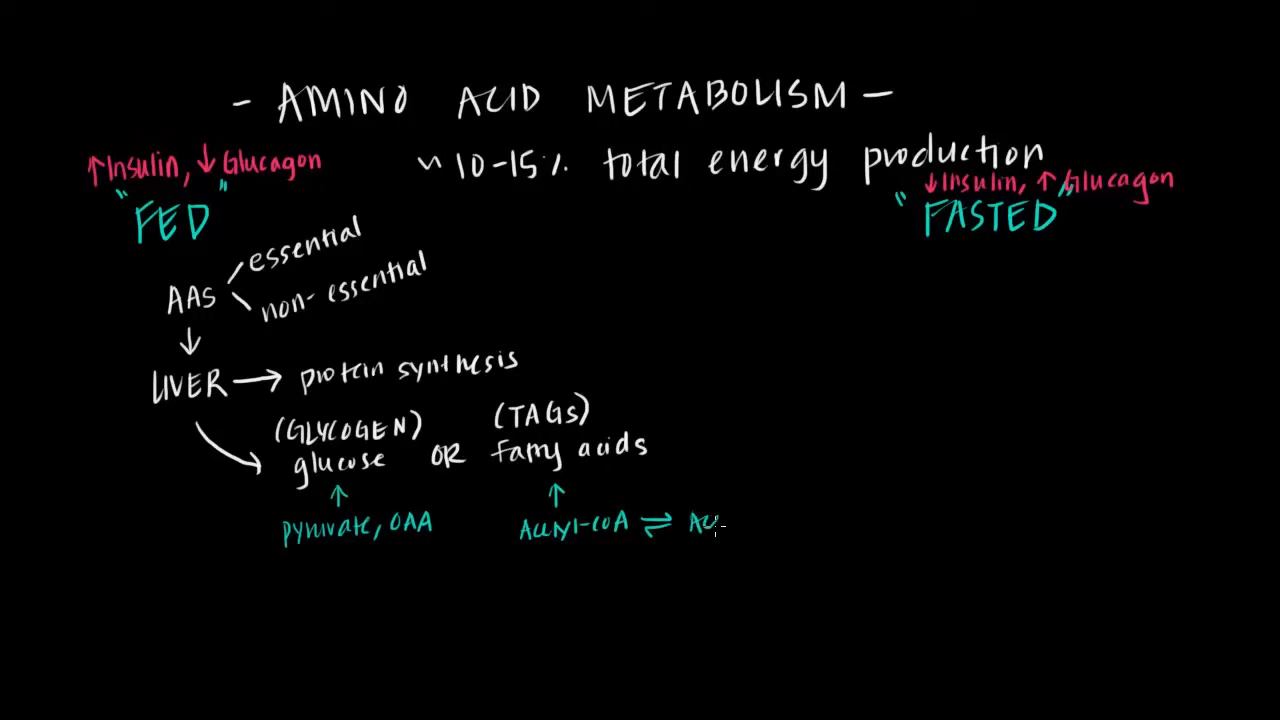 - AMINO ACID METABOLISM -
~ 10-15% total energy production
↑Insulin, ↓Glucagon
"FED"
↓Insulin, ↑Glucagon
"FASTED"
AAS
essential
non-essential
↓
LIVER → protein synthesis
(GLYCOGEN) (TAGS)
glucose OR fatty acids
↑ ↑
pyruvate, OAA Acetyl-COA ⇌